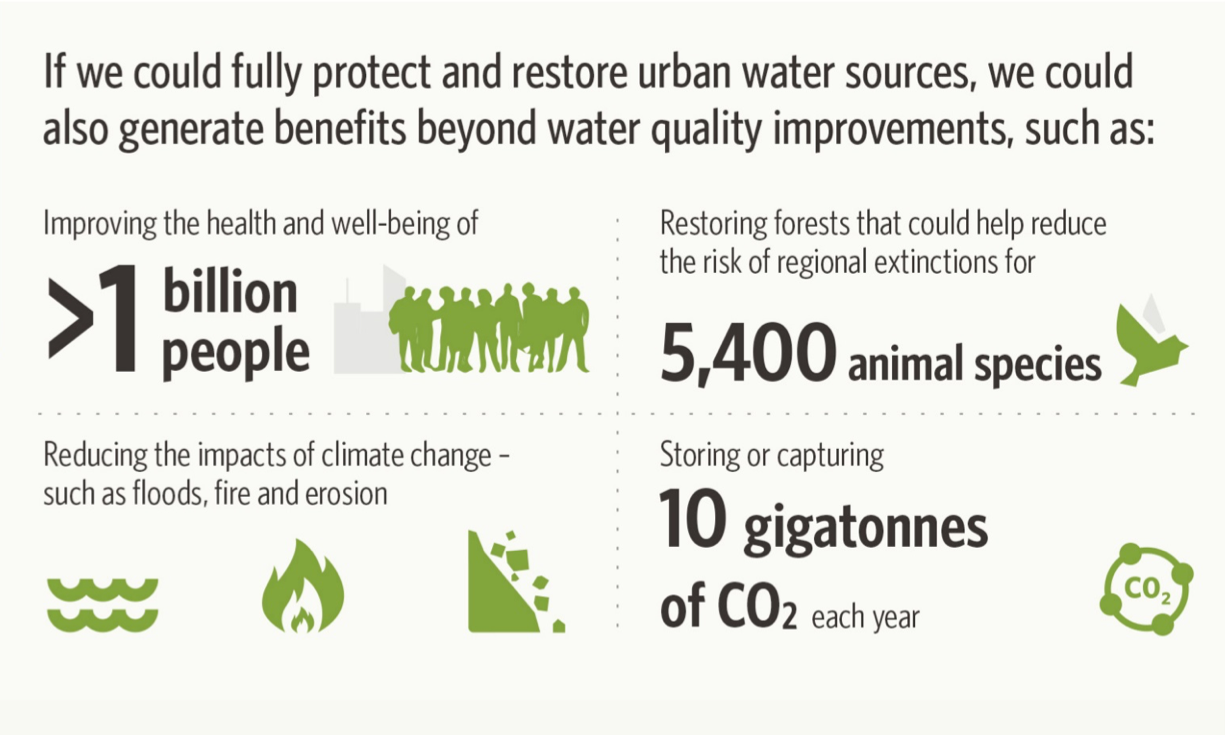 If we could fully protect and restore urban water sources, we could
also generate benefits beyond water quality improvements, such as:
Improving the health and well-being of
>1 billion
people
Restoring forests that could help reduce
the risk of regional extinctions for
5,400 animal species
Reducing the impacts of climate change –
such as floods, fire and erosion
Storing or capturing
10 gigatonnes
of CO₂ each year
CO₂